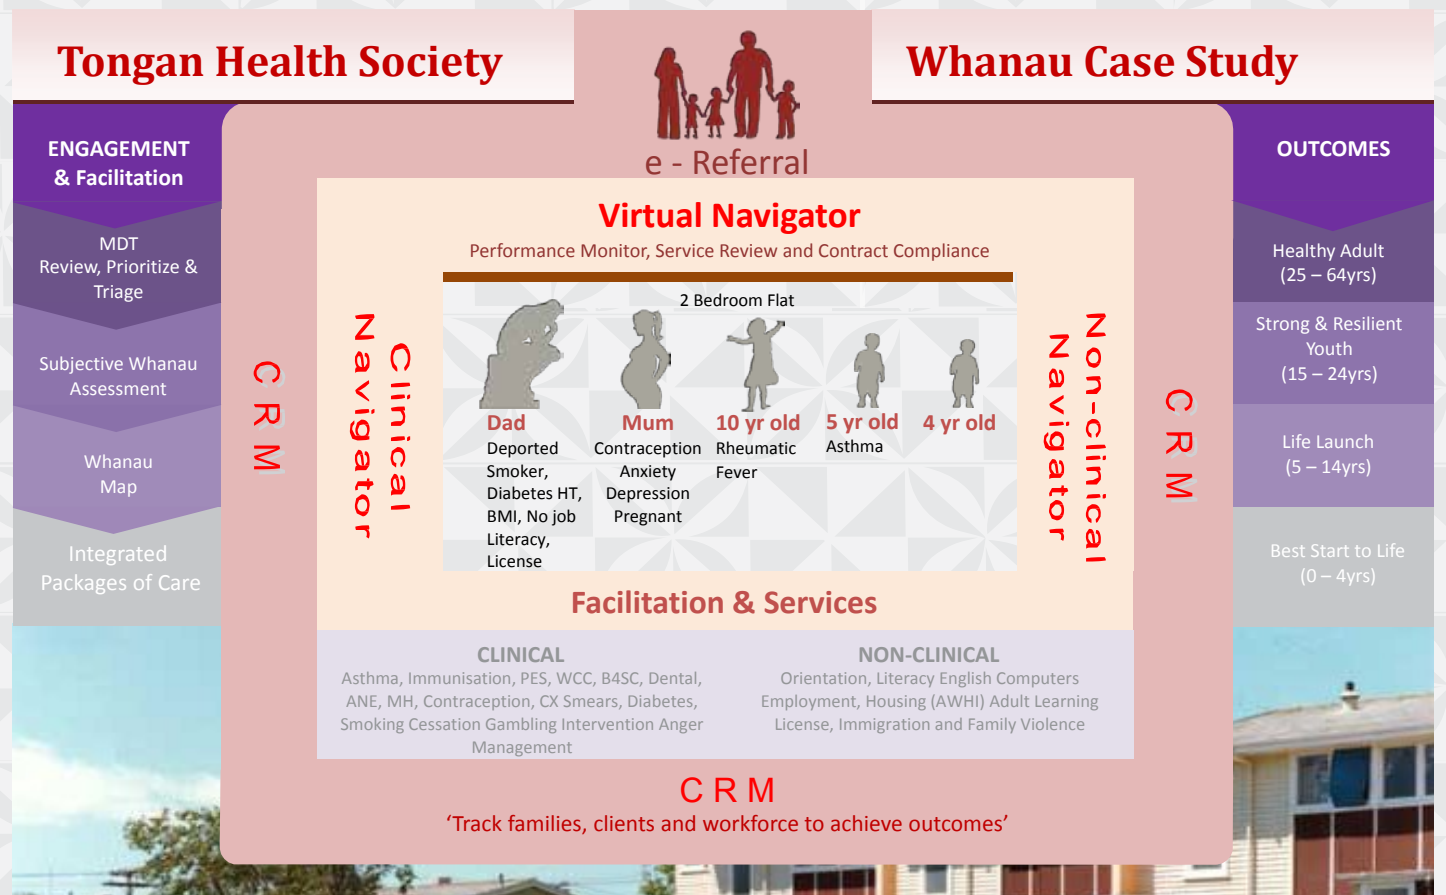 Tongan Health Society
Whanau Case Study
e - Referral
ENGAGEMENT
& Facilitation
MDT
Review, Prioritize &
Triage
Subjective Whanau
Assessment
Whanau
Map
Integrated
Packages of Care
C R M
Virtual Navigator
Performance Monitor, Service Review and Contract Compliance
Clinical
Navigator
2 Bedroom Flat
Dad
Deported
Smoker,
Diabetes HT,
BMI, No job
Literacy,
License
Mum
Contraception
Anxiety
Depression
Pregnant
10 yr old
Rheumatic
Fever
5 yr old
Asthma
4 yr old
Non-clinical
Navigator
Facilitation & Services
CLINICAL
Asthma, Immunisation, PES, WCC, B4SC, Dental,
ANE, MH, Contraception, CX Smears, Diabetes,
Smoking Cessation Gambling Intervention Anger
Management
NON-CLINICAL
Orientation, Literacy English Computers
Employment, Housing (AWHI) Adult Learning
License, Immigration and Family Violence
C R M
C R M
‘Track families, clients and workforce to achieve outcomes’
OUTCOMES
Healthy Adult
(25 – 64yrs)
Strong & Resilient
Youth
(15 – 24yrs)
Life Launch
(5 – 14yrs)
Best Start to Life
(0 – 4yrs)